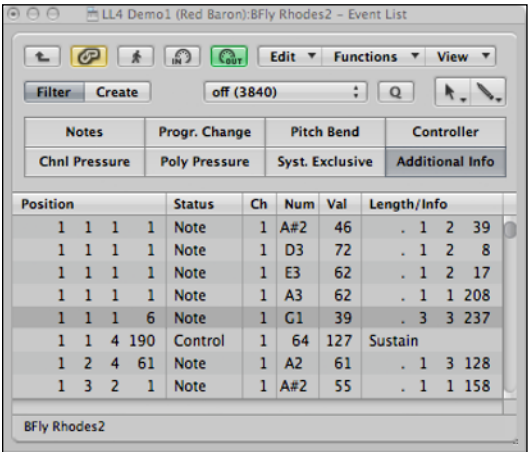 LL4 Demo1 (Red Baron):BFly Rhodes2 – Event List
IN OUT Edit Functions View
Filter Create off (3840) Q
Notes Progr. Change Pitch Bend Controller
Chnl Pressure Poly Pressure Syst. Exclusive Additional Info
Position Status Ch Num Val Length/Info
1 1 1 1 Note 1 A#2 46 . 1 2 39
1 1 1 1 Note 1 D3 72 . 1 2 8
1 1 1 1 Note 1 E3 62 . 1 2 17
1 1 1 1 Note 1 A3 62 . 1 1 208
1 1 1 6 Note 1 G1 39 . 3 3 237
1 1 4 190 Control 1 64 127 Sustain
1 2 4 61 Note 1 A2 61 . 1 3 128
1 3 2 1 Note 1 A#2 55 . 1 1 158
BFly Rhodes2